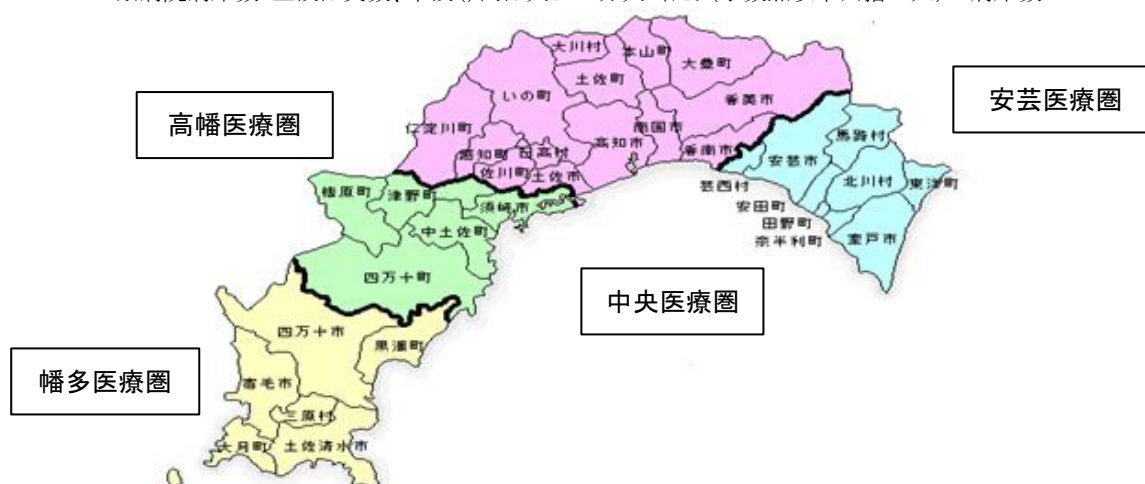 大川村
本山町
大豊町
土佐町
いの町
香美市
安芸医療圏
高幡医療圏
仁淀川町
高知市
南国市
香南市
馬路村
安芸市
越知町
日高村
佐川町
土佐市
北川村
東洋町
芸西村
梼原町
津野町
須崎市
安田町
田野町
奈半利町
室戸市
中土佐町
四万十町
中央医療圏
四万十市
黒潮町
幡多医療圏
宿毛市
三原村
大月町
土佐清水市